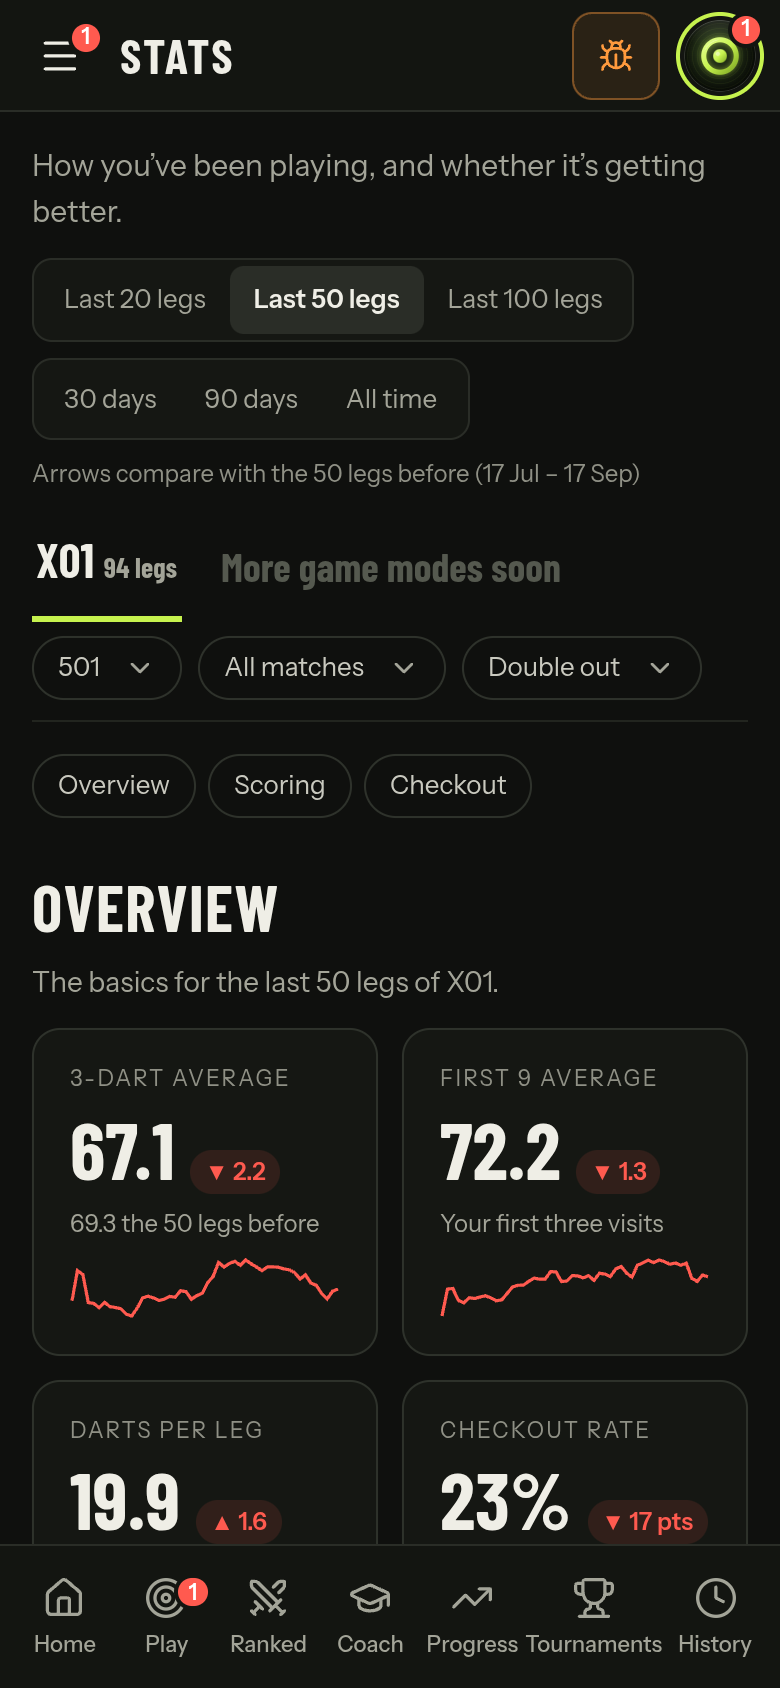 1
STATS
1
How you’ve been playing, and whether it’s getting
better.
Last 20 legs Last 50 legs Last 100 legs
30 days 90 days All time
Arrows compare with the 50 legs before (17 Jul – 17 Sep)
X01 94 legs More game modes soon
501 All matches Double out
Overview Scoring Checkout
OVERVIEW
The basics for the last 50 legs of X01.
3-DART AVERAGE
67.1 ▼ 2.2
69.3 the 50 legs before
FIRST 9 AVERAGE
72.2 ▼ 1.3
Your first three visits
DARTS PER LEG
19.9 ▲ 1.6
CHECKOUT RATE
23% ▼ 17 pts
1
Home Play Ranked Coach Progress Tournaments History